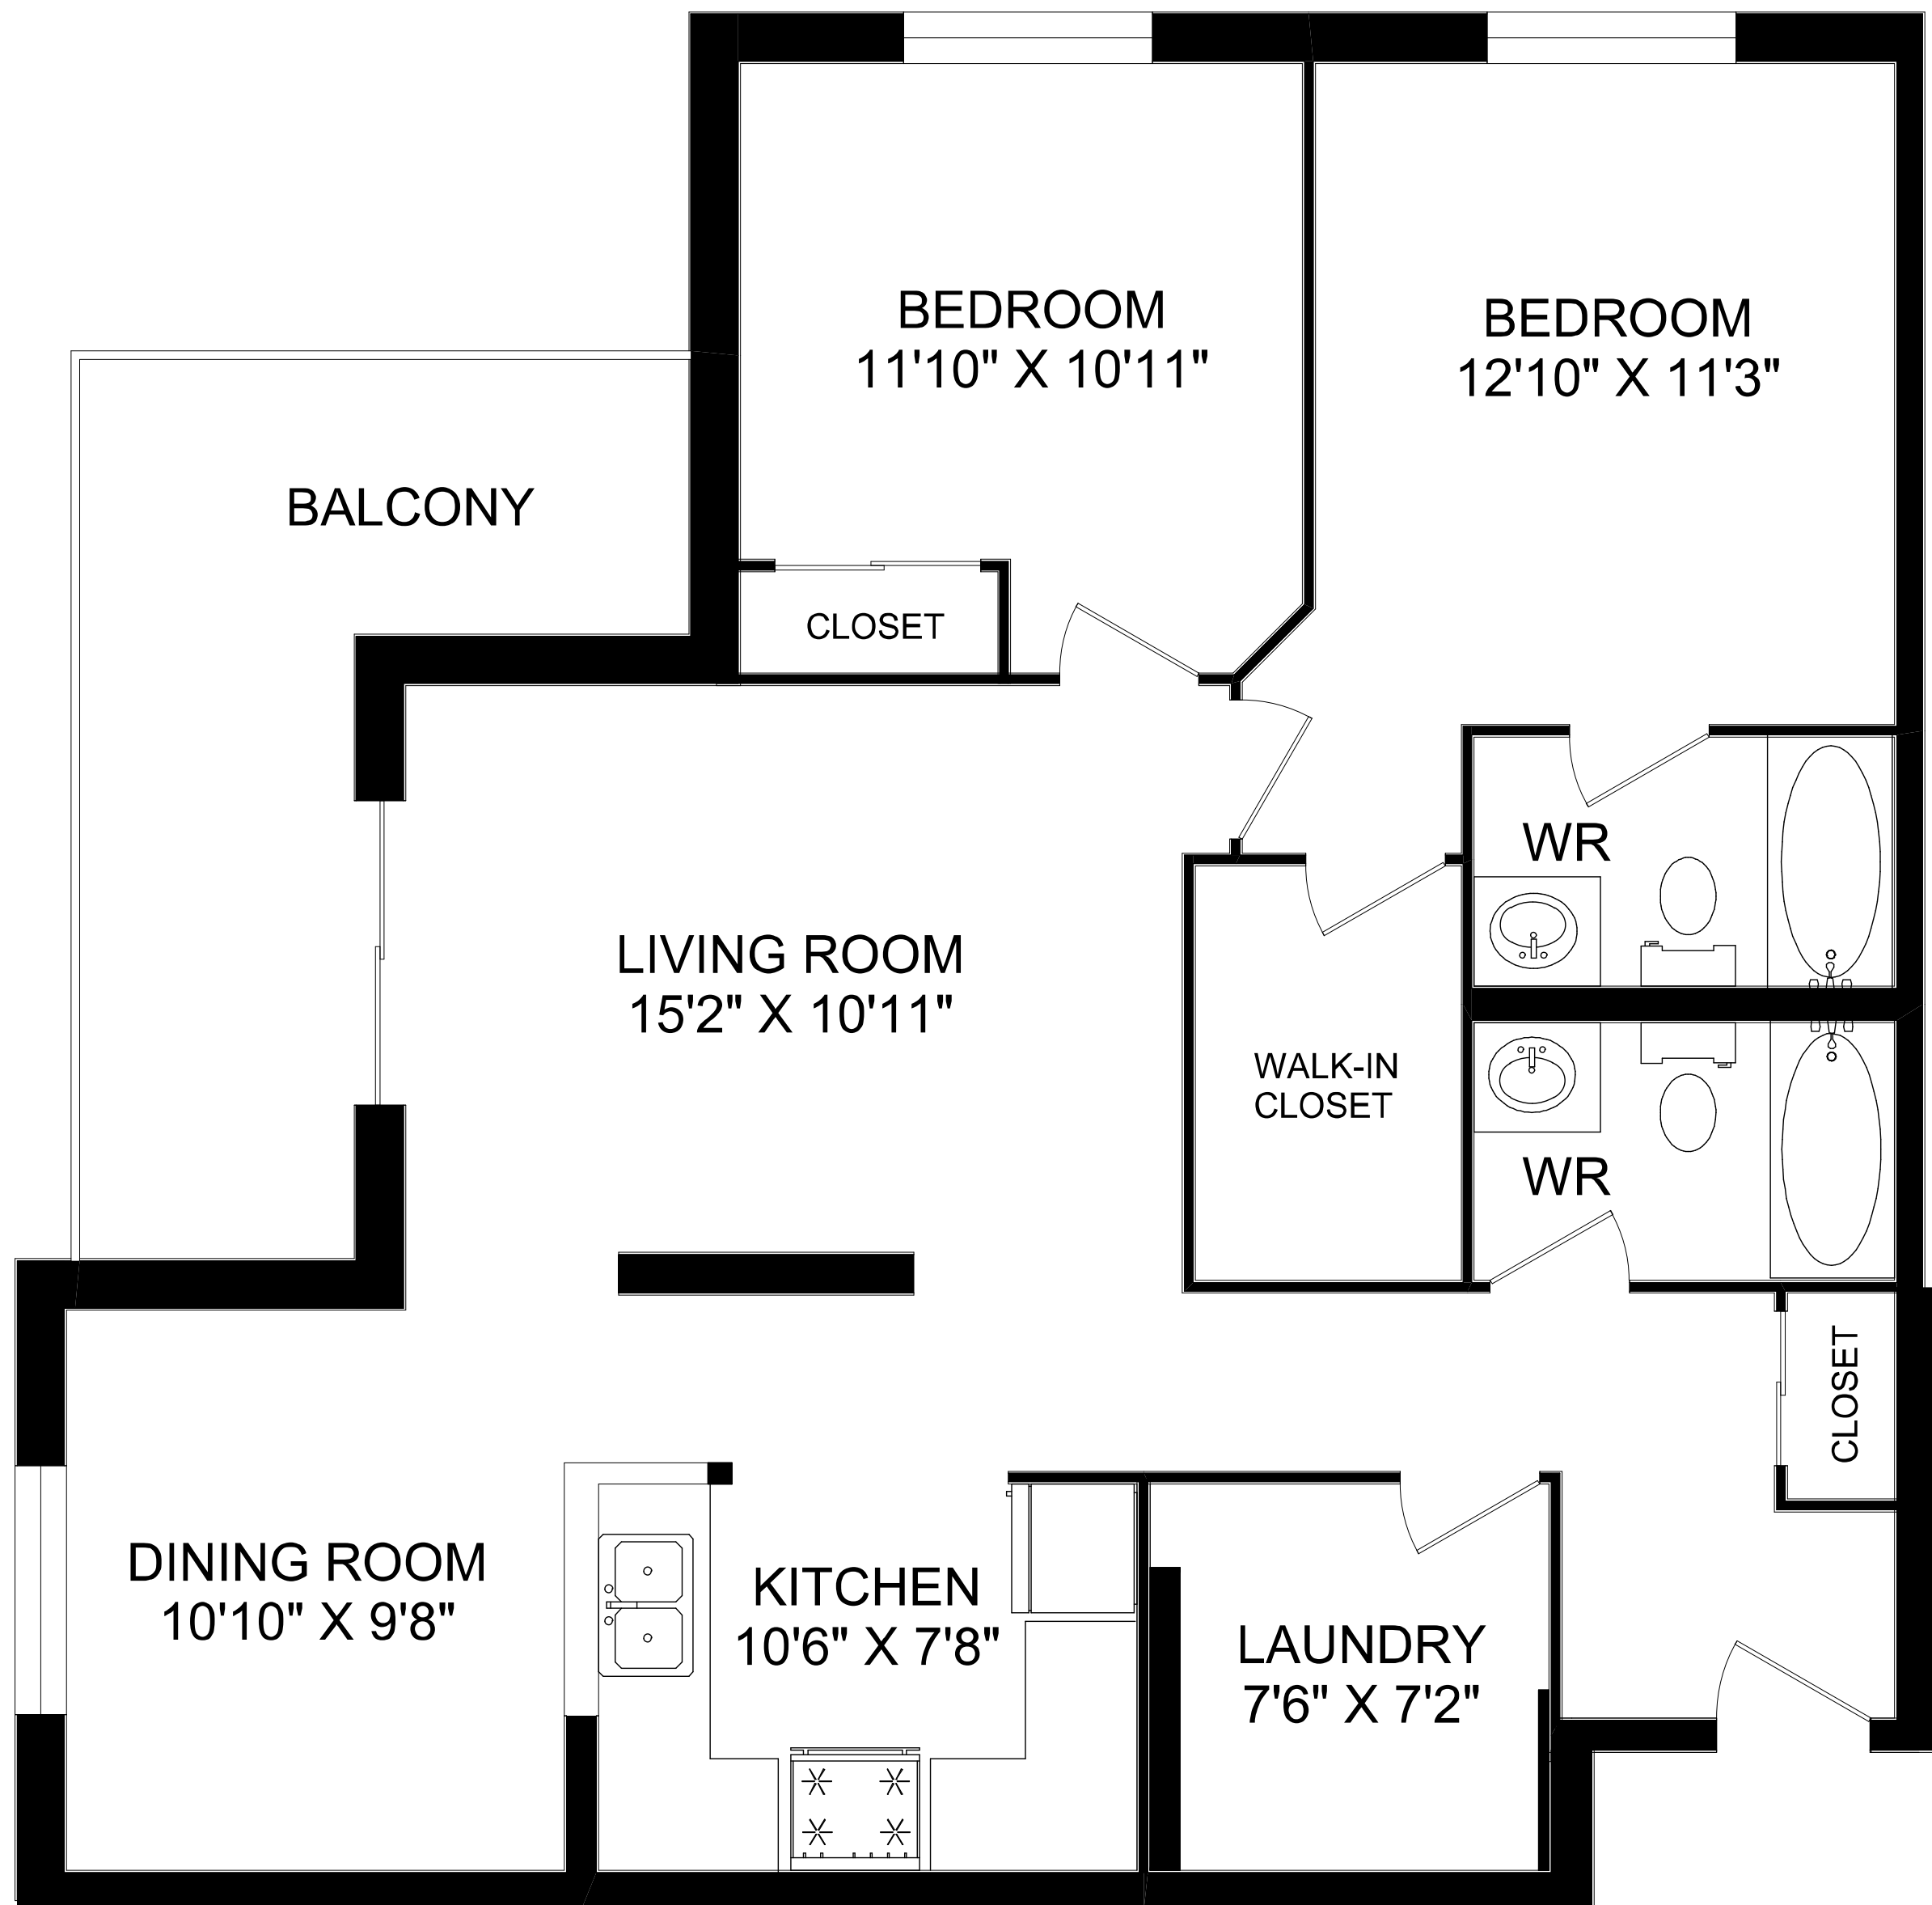 BEDROOM
11'10" X 10'11"
BEDROOM
12'10" X 11'3"
BALCONY
CLOSET
WR
LIVING ROOM
15'2" X 10'11"
WALK-IN
CLOSET
WR
CLOSET
DINING ROOM
10'10" X 9'8"
KITCHEN
10'6" X 7'8"
LAUNDRY
7'6" X 7'2"